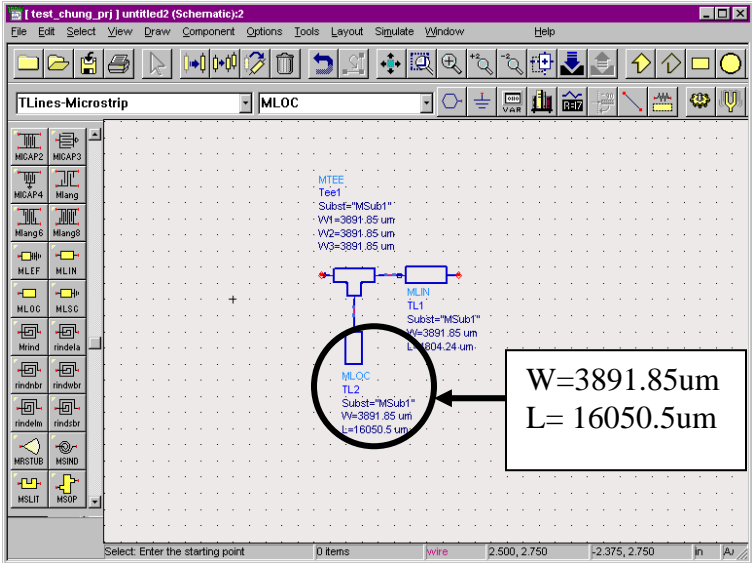 [ test_chung_prj ] untitled2 (Schematic):2
File Edit Select View Draw Component Options Tools Layout Simulate Window Help
TLines-Microstrip MLOC
VAR
MICAP2 MICAP3
MICAP4 Mlang
Mlang6 Mlang8
MLEF MLIN
MLOC MLSC
Mrind rindela
rindnbr rindwbr
rindelm rindsbr
MRSTUB MSIND
MSLIT MSOP
MTEE
Tee1
Subst="MSub1"
W1=3891.85 um
W2=3891.85 um
W3=3891.85 um
MLIN
TL1
Subst="MSub1"
W=3891.85 um
L=4804.24 um
MLOC
TL2
Subst="MSub1"
W=3891.85 um
L=16050.5 um
W=3891.85um
L= 16050.5um
Select: Enter the starting point 0 items wire 2.500, 2.750 -2.375, 2.750 in